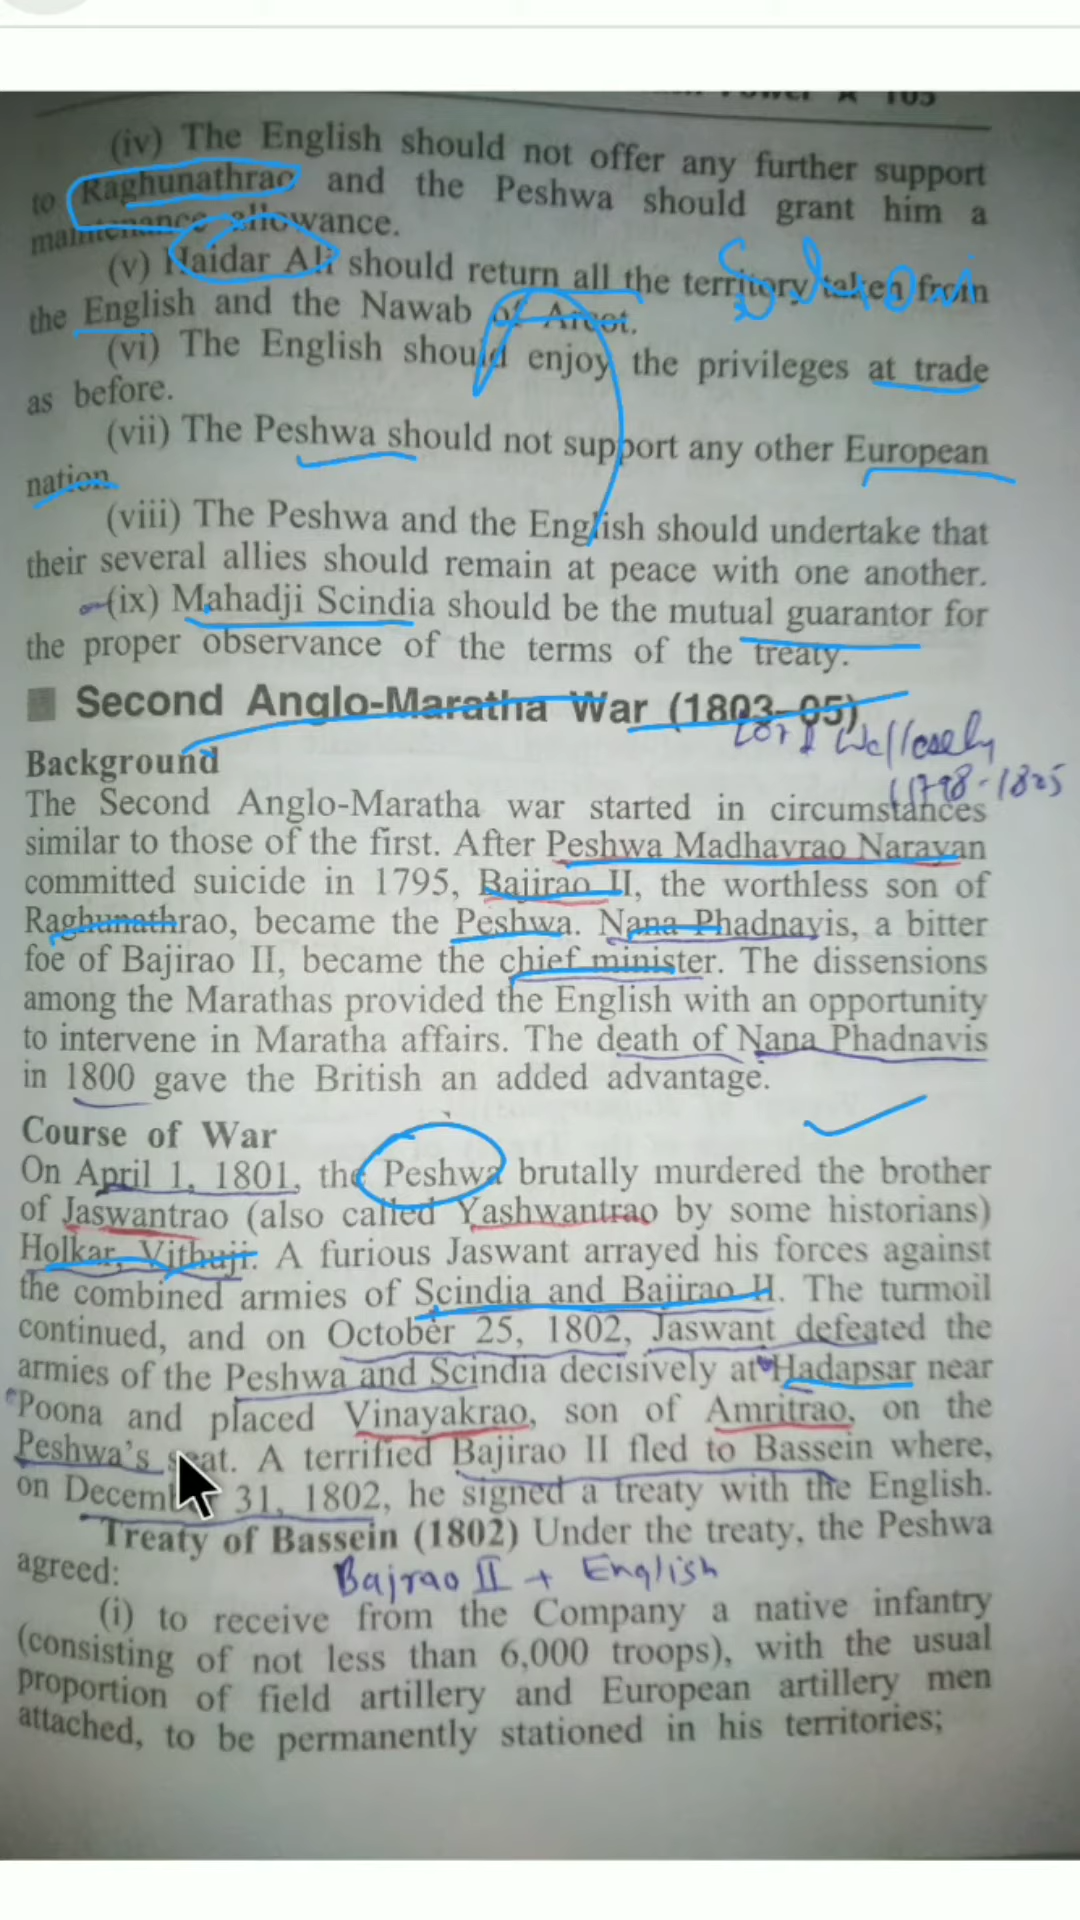 105
(iv) The English should not offer any further support
to Raghunathrao and the Peshwa should grant him a
maintenance allowance.
(v) Haidar Ali should return all the territory taken from
the English and the Nawab of Arcot.
(vi) The English should enjoy the privileges at trade
as before.
(vii) The Peshwa should not support any other European
nation.
(viii) The Peshwa and the English should undertake that
their several allies should remain at peace with one another.
(ix) Mahadji Scindia should be the mutual guarantor for
the proper observance of the terms of the treaty.
Second Anglo-Maratha War (1803–05)
Lord Wellesely
1798-1805
Background
The Second Anglo-Maratha war started in circumstances
similar to those of the first. After Peshwa Madhavrao Narayan
committed suicide in 1795, Bajirao II, the worthless son of
Raghunathrao, became the Peshwa. Nana Phadnavis, a bitter
foe of Bajirao II, became the chief minister. The dissensions
among the Marathas provided the English with an opportunity
to intervene in Maratha affairs. The death of Nana Phadnavis
in 1800 gave the British an added advantage.
Course of War
On April 1, 1801, the Peshwa brutally murdered the brother
of Jaswantrao (also called Yashwantrao by some historians)
Holkar, Vithuji. A furious Jaswant arrayed his forces against
the combined armies of Scindia and Bajirao II. The turmoil
continued, and on October 25, 1802, Jaswant defeated the
armies of the Peshwa and Scindia decisively at Hadapsar near
Poona and placed Vinayakrao, son of Amritrao, on the
Peshwa's seat. A terrified Bajirao II fled to Bassein where,
on December 31, 1802, he signed a treaty with the English.
Treaty of Bassein (1802) Under the treaty, the Peshwa
agreed:
Bajrao II + English
(i) to receive from the Company a native infantry
(consisting of not less than 6,000 troops), with the usual
proportion of field artillery and European artillery men
attached, to be permanently stationed in his territories;